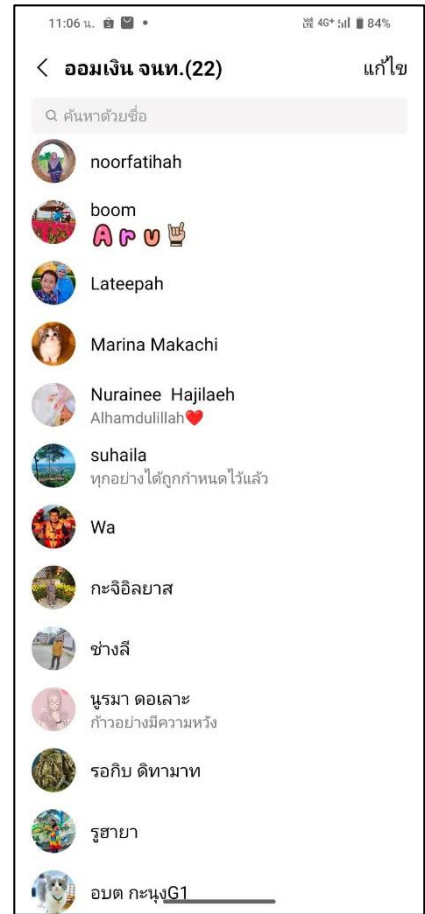 11:06 น. 4G+ 84%
ออมเงิน จนท.(22) แก้ไข
ค้นหาด้วยชื่อ
noorfatihah
boom
Aru🤘🏼
Lateepah
Marina Makachi
Nurainee Hajilaeh
Alhamdulillah❤️
suhaila
ทุกอย่างได้ถูกกำหนดไว้แล้ว
Wa
กะจิอิลยาส
ช่างลี
นูรมา ดอเลาะ
ก้าวอย่างมีความหวัง
รอกิบ ดิทามาท
รูฮายา
อบต กะนุงG1